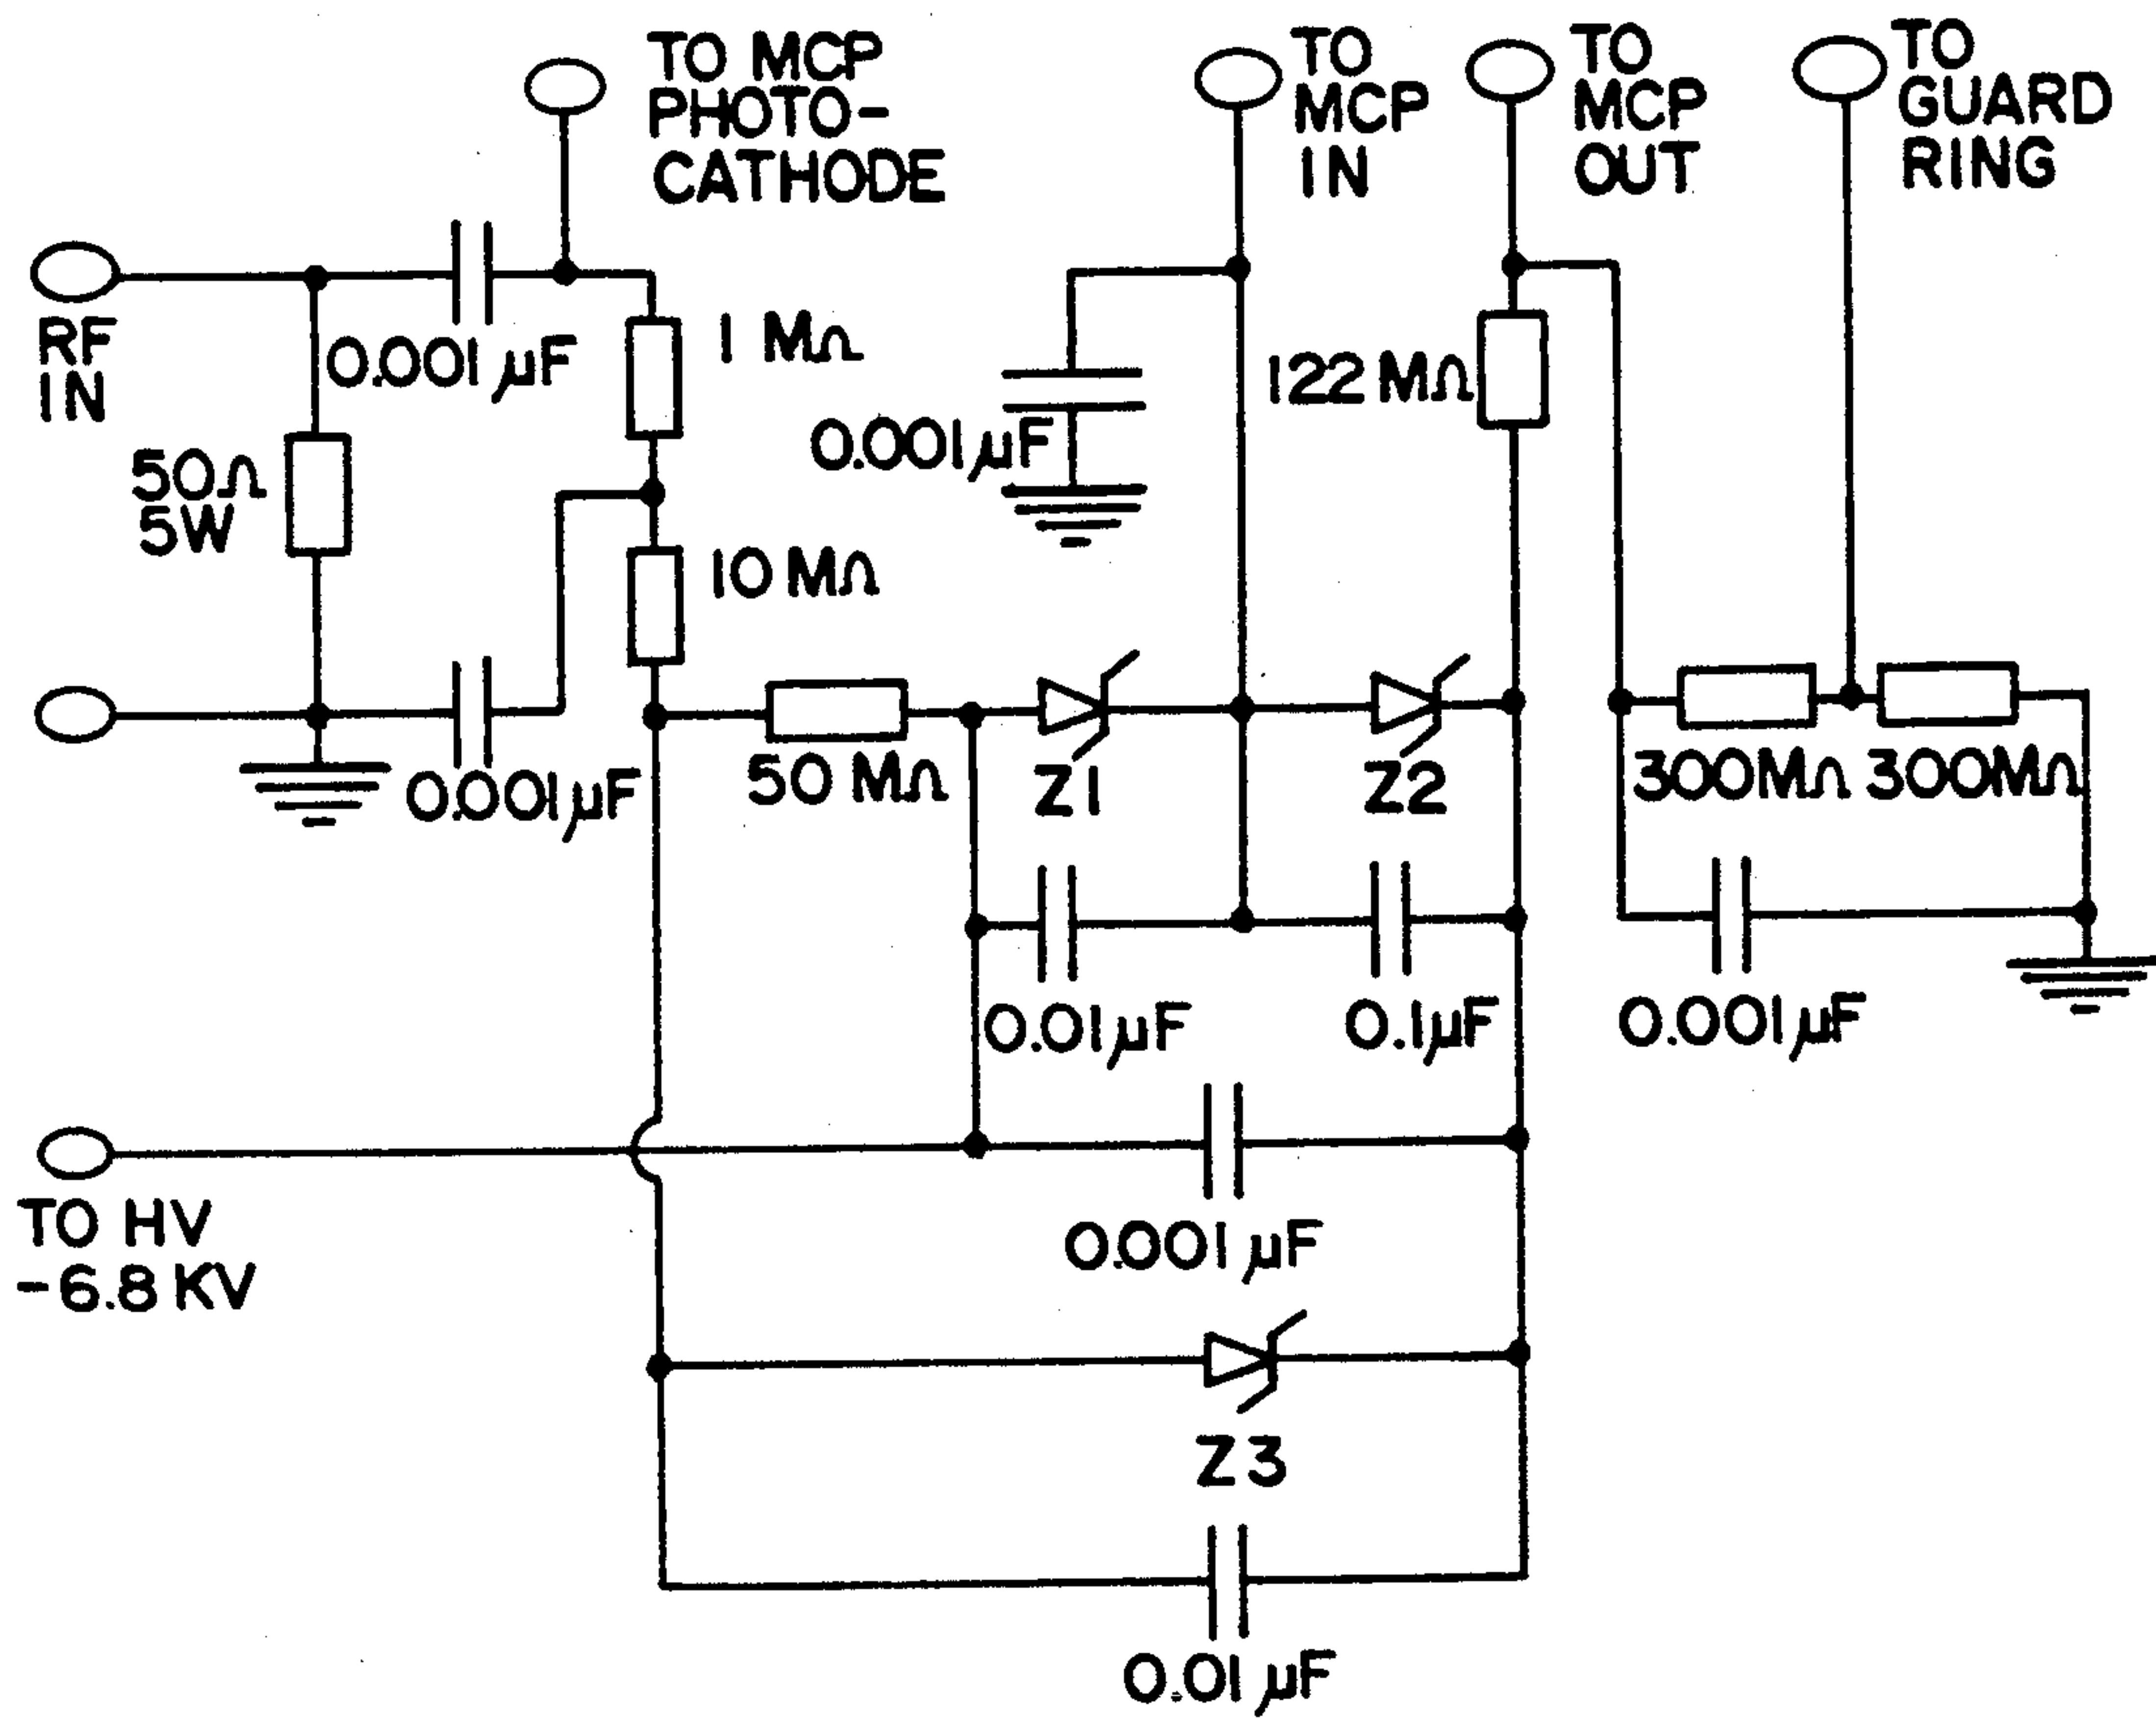 TO MCP
PHOTO-
CATHODE
TO
MCP
IN
TO
MCP
OUT
TO
GUARD
RING
RF
IN
0.001 µF
1 MΩ
0.001 µF
122 MΩ
50Ω
5W
10 MΩ
0.001 µF
50 MΩ
Z1
Z2
300MΩ
300MΩ
0.01 µF
0.1 µF
0.001 µF
TO HV
-6.8 KV
0.001 µF
Z3
0.01 µF